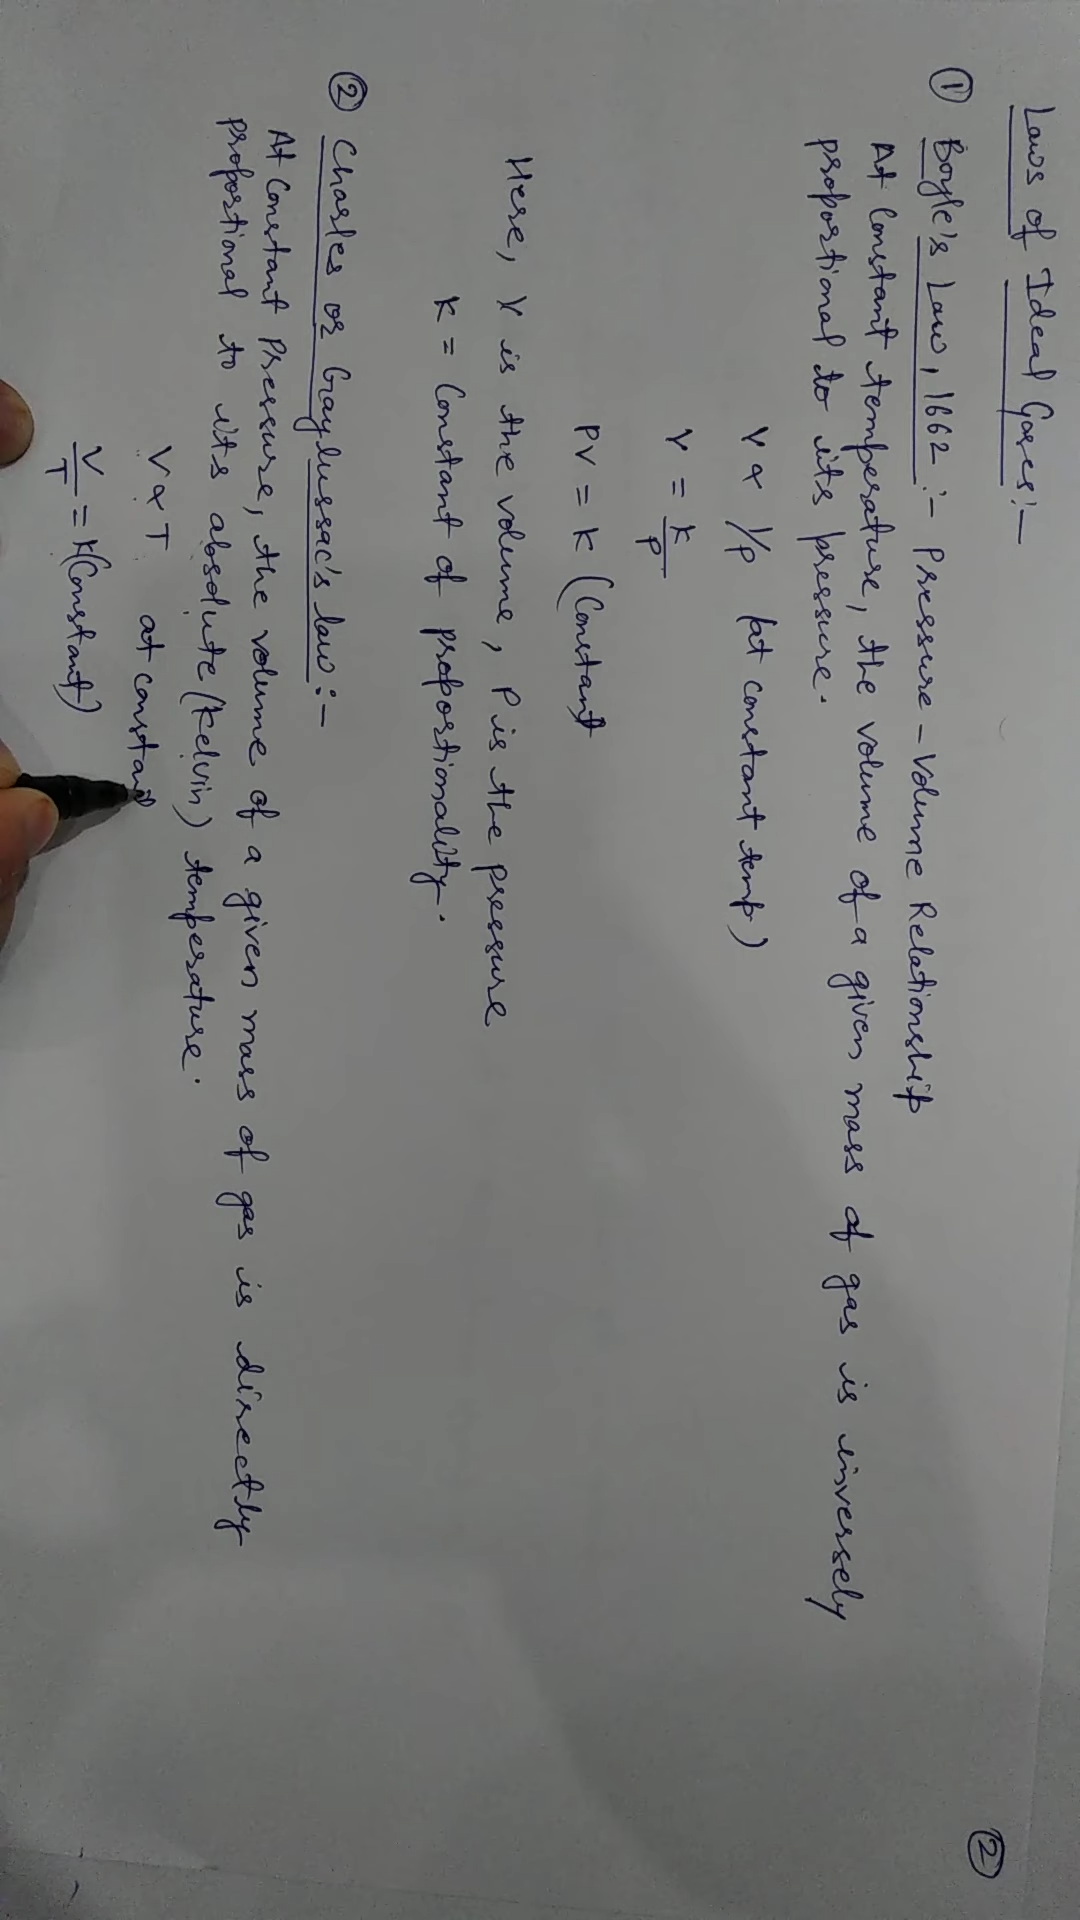 ②
Laws of Ideal Gases:-
① Boyle's Law, 1662:- Pressure - Volume Relationship
At Constant temperature, the volume of a given mass of gas is inversely
proportional to its pressure.
V ∝ 1/P (at constant temp)
V = K/P
PV = K (Constant)
Here, V is the volume, P is the pressure
K = Constant of proportionality.
② Charles or Gaylussac's law:-
At Constant Pressure, the volume of a given mass of gas is directly
proportional to its absolute (Kelvin) temperature.
V ∝ T at constant
V/T = K (Constant)